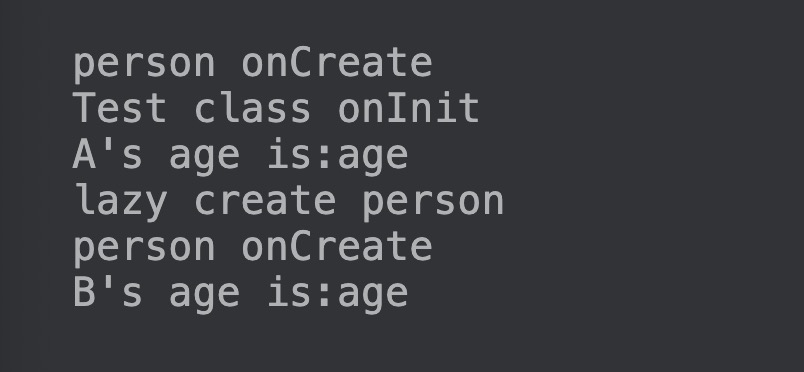 person onCreate
Test class onInit
A's age is:age
lazy create person
person onCreate
B's age is:age